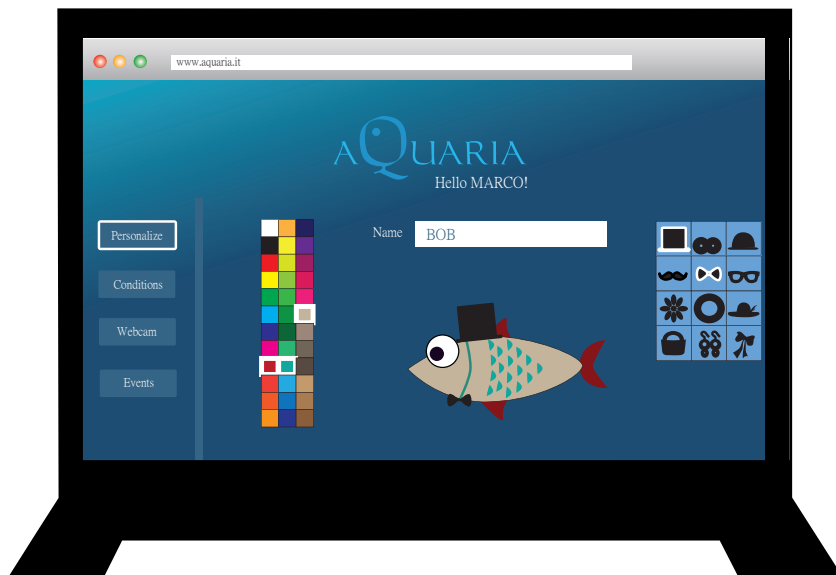 www.aquaria.it
AQUARIA
Hello MARCO!
Personalize
Name
BOB
Conditions
Webcam
Events